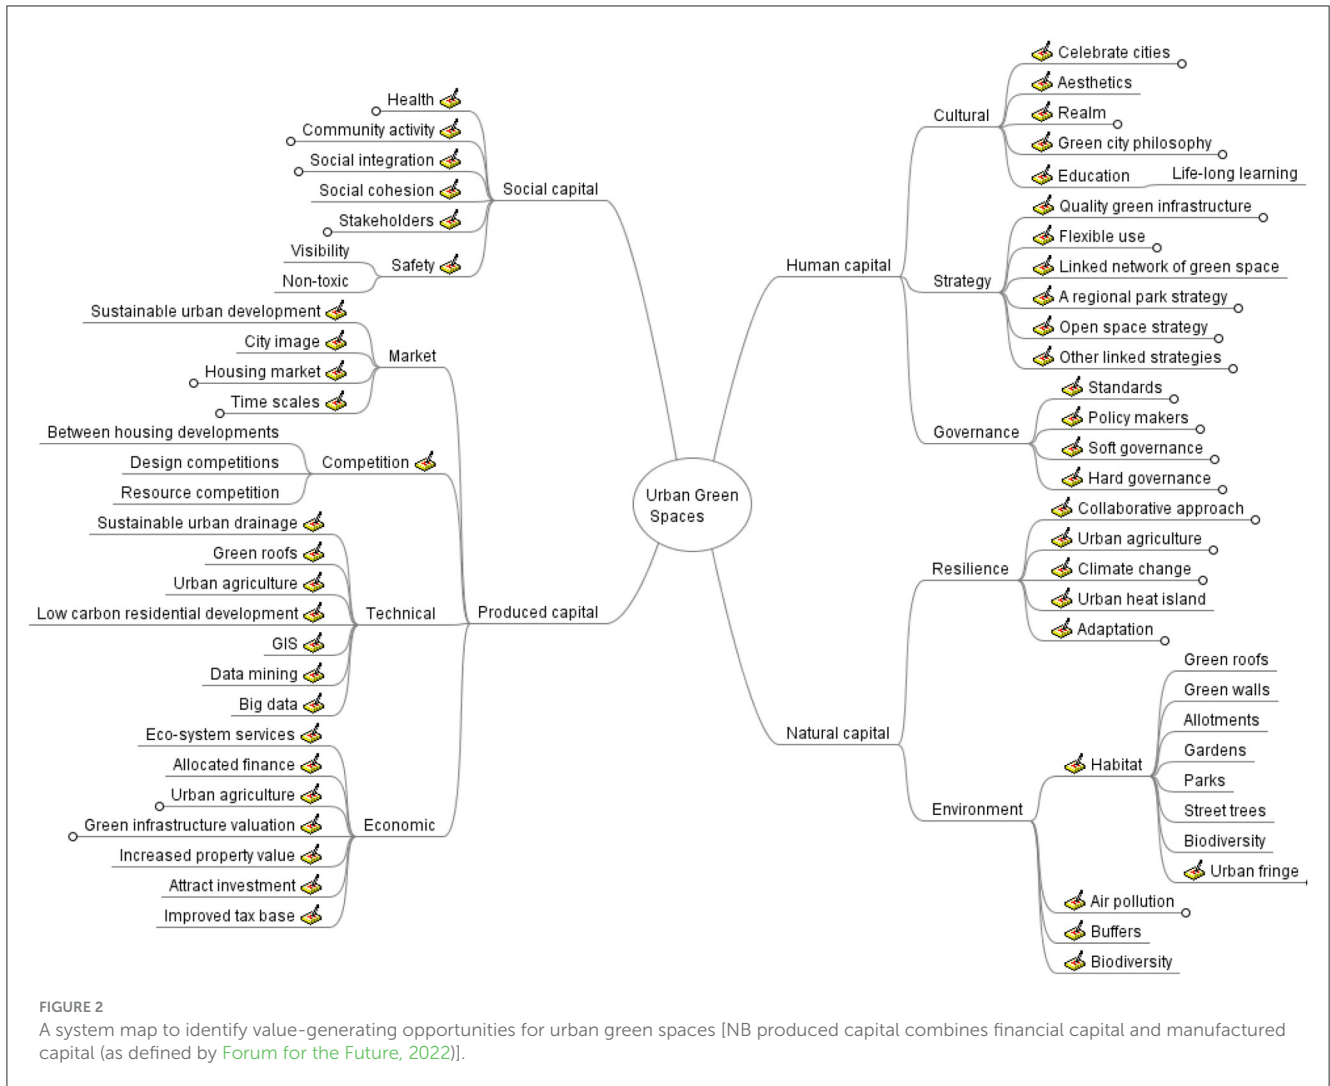 Urban Green
Spaces
Social capital
Health
Community activity
Social integration
Social cohesion
Stakeholders
Safety
Visibility
Non-toxic
Produced capital
Market
Sustainable urban development
City image
Housing market
Time scales
Competition
Between housing developments
Design competitions
Resource competition
Technical
Sustainable urban drainage
Green roofs
Urban agriculture
Low carbon residential development
GIS
Data mining
Big data
Economic
Eco-system services
Allocated finance
Urban agriculture
Green infrastructure valuation
Increased property value
Attract investment
Improved tax base
Human capital
Cultural
Celebrate cities
Aesthetics
Realm
Green city philosophy
Education
Life-long learning
Strategy
Quality green infrastructure
Flexible use
Linked network of green space
A regional park strategy
Open space strategy
Other linked strategies
Governance
Standards
Policy makers
Soft governance
Hard governance
Natural capital
Resilience
Collaborative approach
Urban agriculture
Climate change
Urban heat island
Adaptation
Environment
Habitat
Green roofs
Green walls
Allotments
Gardens
Parks
Street trees
Biodiversity
Urban fringe
Air pollution
Buffers
Biodiversity
FIGURE 2
A system map to identify value-generating opportunities for urban green spaces [NB produced capital combines financial capital and manufactured
capital (as defined by Forum for the Future, 2022)].